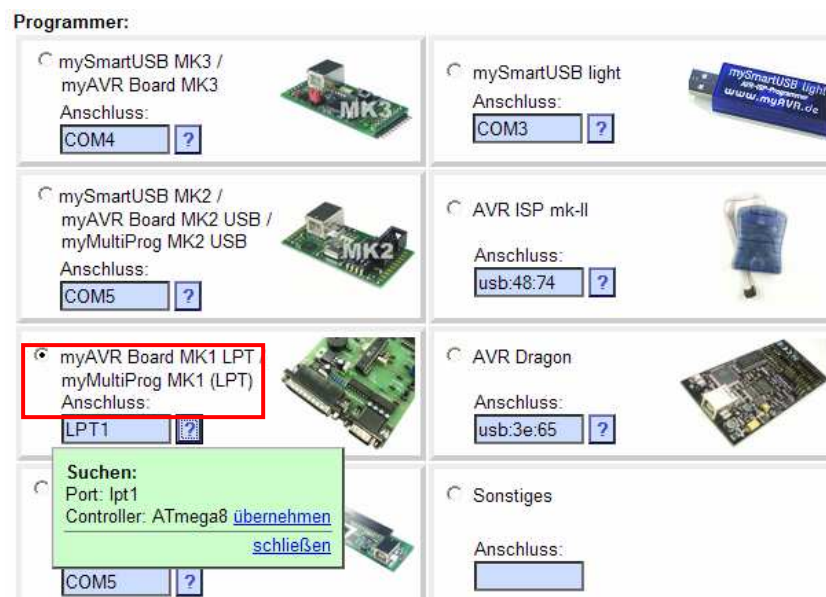 Programmer:
mySmartUSB MK3 /
myAVR Board MK3
Anschluss:
COM4
?
MK3
mySmartUSB light
Anschluss:
COM3
?
mySmartUSB light
AVR-ISP-Programmer
www.myAVR.de
mySmartUSB MK2 /
myAVR Board MK2 USB /
myMultiProg MK2 USB
Anschluss:
COM5
?
MK2
AVR ISP mk-II
Anschluss:
usb:48:74
?
myAVR Board MK1 LPT /
myMultiProg MK1 (LPT)
Anschluss:
LPT1
?
AVR Dragon
Anschluss:
usb:3e:65
?
Suchen:
Port: lpt1
Controller: ATmega8 übernehmen
schließen
COM5
?
Sonstiges
Anschluss: